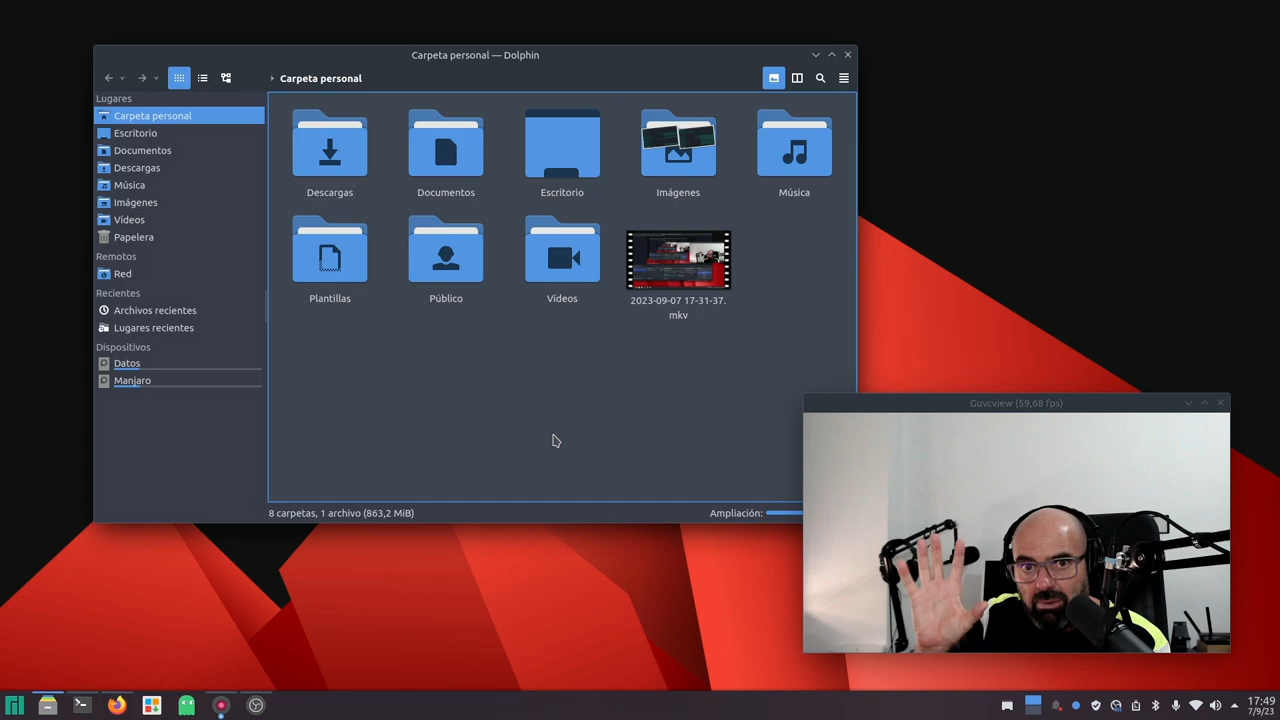 Carpeta personal — Dolphin
Carpeta personal
Lugares
Carpeta personal
Escritorio
Documentos
Descargas
Música
Imágenes
Vídeos
Papelera
Remotos
Red
Recientes
Archivos recientes
Lugares recientes
Dispositivos
Datos
Manjaro
Descargas
Documentos
Escritorio
Imágenes
Música
Plantillas
Público
Vídeos
2023-09-07 17-31-37.
mkv
8 carpetas, 1 archivo (863,2 MiB)
Ampliación:
Guvcview (59,68 fps)
17:49
7/9/23